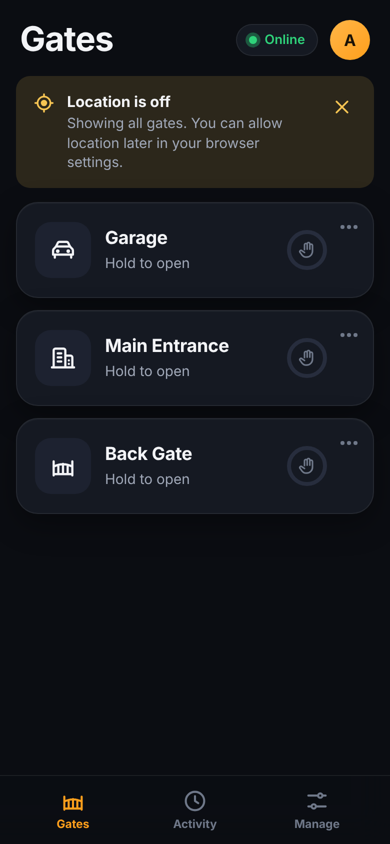 Gates
Online
A
Location is off
Showing all gates. You can allow
location later in your browser
settings.
Garage
Hold to open
Main Entrance
Hold to open
Back Gate
Hold to open
Gates
Activity
Manage